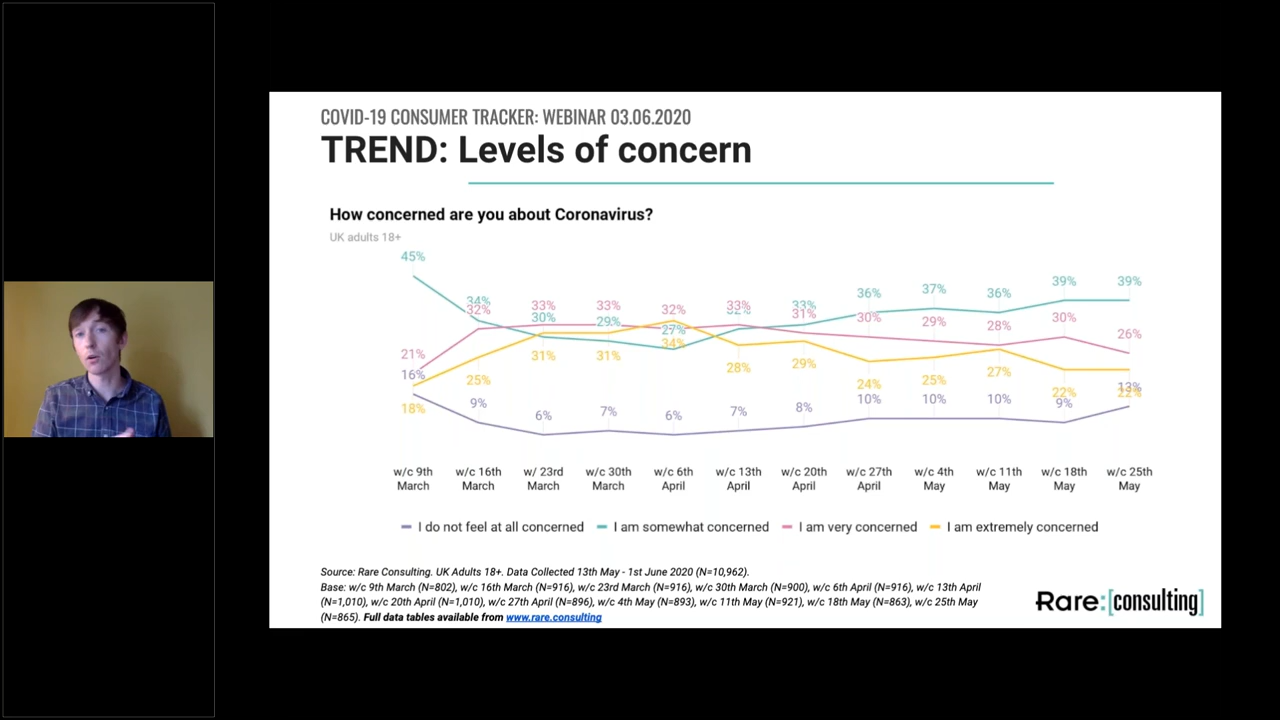 COVID-19 CONSUMER TRACKER: WEBINAR 03.06.2020
TREND: Levels of concern
How concerned are you about Coronavirus?
UK adults 18+
45% 34% 30% 29% 27% 32% 33% 36% 37% 36% 39% 39%
21% 32% 33% 33% 32% 33% 31% 30% 29% 28% 30% 26%
18% 25% 31% 31% 34% 28% 29% 24% 25% 27% 22% 22%
16% 9% 6% 7% 6% 7% 8% 10% 10% 10% 9% 13%
w/c 9th w/c 16th w/ 23rd w/c 30th w/c 6th w/c 13th w/c 20th w/c 27th w/c 4th w/c 11th w/c 18th w/c 25th
March March March March April April April April May May May May
I do not feel at all concerned I am somewhat concerned I am very concerned I am extremely concerned
Source: Rare Consulting. UK Adults 18+. Data Collected 13th May - 1st June 2020 (N=10,962).
Base: w/c 9th March (N=802), w/c 16th March (N=916), w/c 23rd March (N=916), w/c 30th March (N=900), w/c 6th April (N=916), w/c 13th April
(N=1,010), w/c 20th April (N=1,010), w/c 27th April (N=896), w/c 4th May (N=893), w/c 11th May (N=921), w/c 18th May (N=863), w/c 25th May
(N=865). Full data tables available from www.rare.consulting
Rare:[consulting]